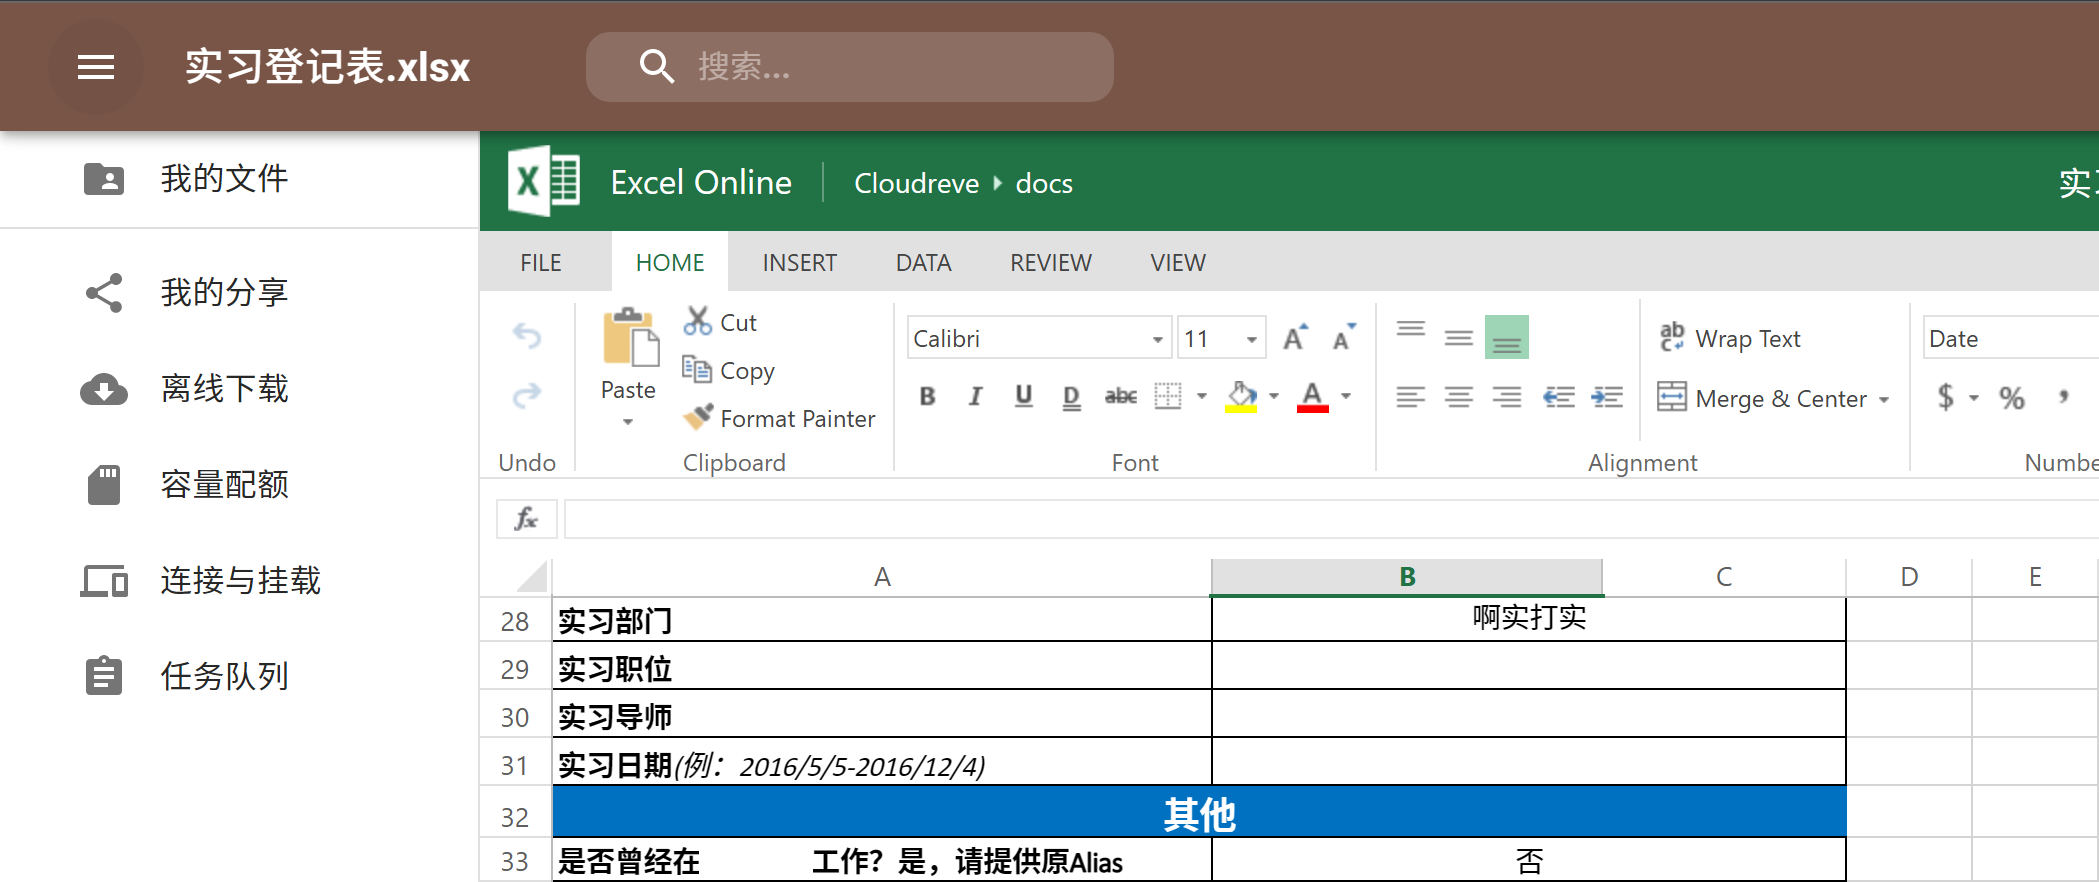 实习登记表.xlsx
搜索...
我的文件
我的分享
离线下载
容量配额
连接与挂载
任务队列
Excel Online
Cloudreve docs
实习
FILE HOME INSERT DATA REVIEW VIEW
Paste
Cut
Copy
Format Painter
Calibri 11
B I U D abc
Wrap Text
Merge & Center
Date
$ % ,
Undo Clipboard Font Alignment Numbe
fx
A B C D E
28 实习部门 啊实打实
29 实习职位
30 实习导师
31 实习日期(例：2016/5/5-2016/12/4)
32 其他
33 是否曾经在 工作？是，请提供原Alias 否